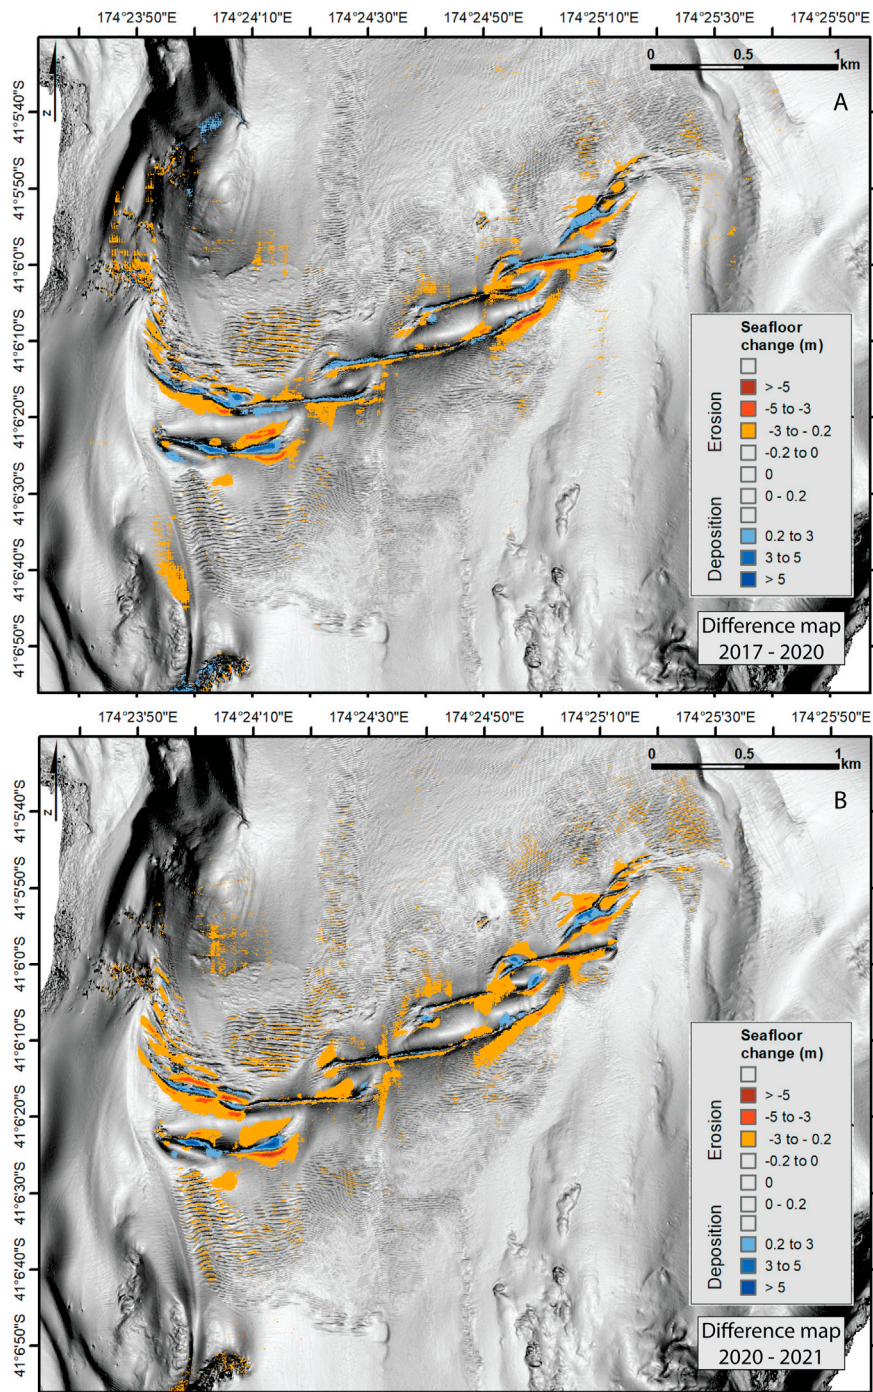 174°23'50"E 174°24'10"E 174°24'30"E 174°24'50"E 174°25'10"E 174°25'30"E 174°25'50"E
0 0.5 1
km
A
N
41°5'40"S
41°5'50"S
41°6'0"S
41°6'10"S
41°6'20"S
41°6'30"S
41°6'40"S
41°6'50"S
Seafloor
change (m)
Erosion
> -5
-5 to -3
-3 to - 0.2
-0.2 to 0
0
0 - 0.2
Deposition
0.2 to 3
3 to 5
> 5
Difference map
2017 - 2020
174°23'50"E 174°24'10"E 174°24'30"E 174°24'50"E 174°25'10"E 174°25'30"E 174°25'50"E
0 0.5 1
km
B
N
41°5'40"S
41°5'50"S
41°6'0"S
41°6'10"S
41°6'20"S
41°6'30"S
41°6'40"S
41°6'50"S
Seafloor
change (m)
Erosion
> -5
-5 to -3
-3 to - 0.2
-0.2 to 0
0
0 - 0.2
Deposition
0.2 to 3
3 to 5
> 5
Difference map
2020 - 2021